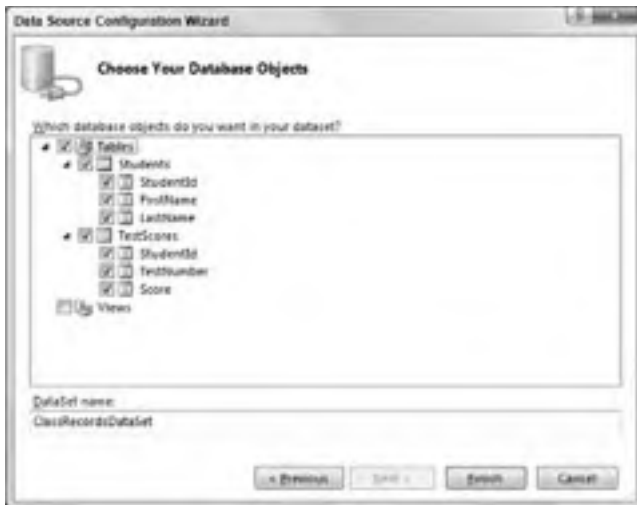 Data Source Configuration Wizard
Choose Your Database Objects
Which database objects do you want in your dataset?
Tables
Students
StudentId
FirstName
LastName
TestScores
StudentId
TestNumber
Score
Views
DataSet name:
ClassRecordsDataSet
< Previous
Next >
Finish
Cancel